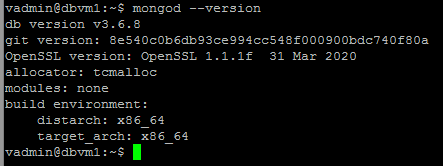 vadmin@dbvm1:~$ mongod --version
db version v3.6.8
git version: 8e540c0b6db93ce994cc548f000900bdc740f80a
OpenSSL version: OpenSSL 1.1.1f  31 Mar 2020
allocator: tcmalloc
modules: none
build environment:
    distarch: x86_64
    target_arch: x86_64
vadmin@dbvm1:~$